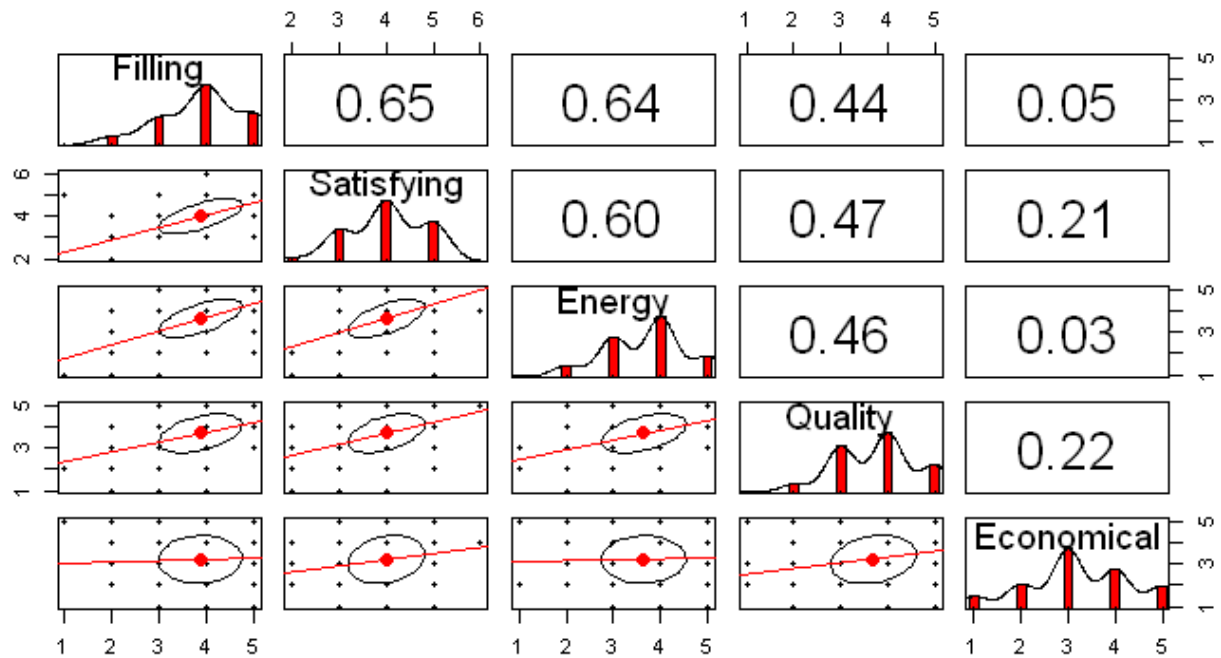 2 3 4 5 6 1 2 3 4 5
Filling 0.65 0.64 0.44 0.05 1 3 5
2 4 6 Satisfying 0.60 0.47 0.21
Energy 0.46 0.03 1 3 5
1 3 5 Quality 0.22
Economical 1 3 5
1 2 3 4 5 1 2 3 4 5 1 2 3 4 5